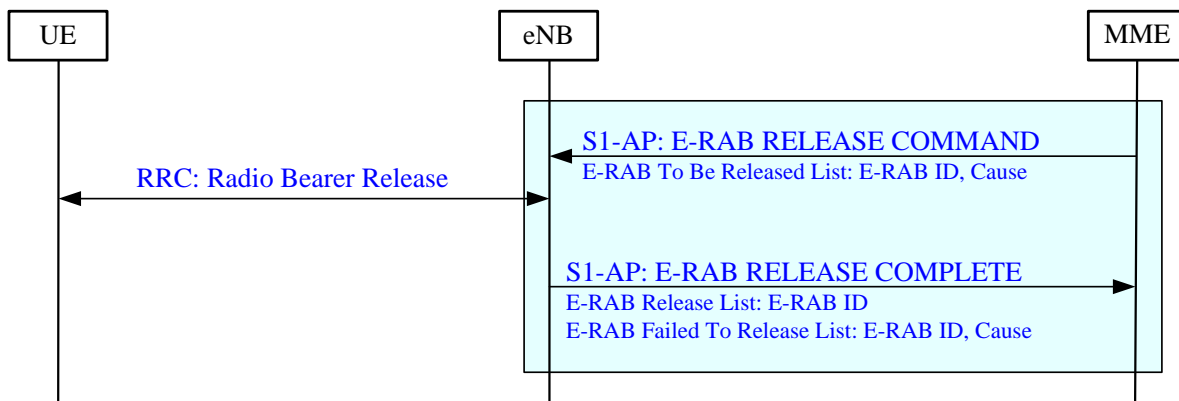 UE
eNB
MME
S1-AP: E-RAB RELEASE COMMAND
E-RAB To Be Released List: E-RAB ID, Cause
RRC: Radio Bearer Release
S1-AP: E-RAB RELEASE COMPLETE
E-RAB Release List: E-RAB ID
E-RAB Failed To Release List: E-RAB ID, Cause